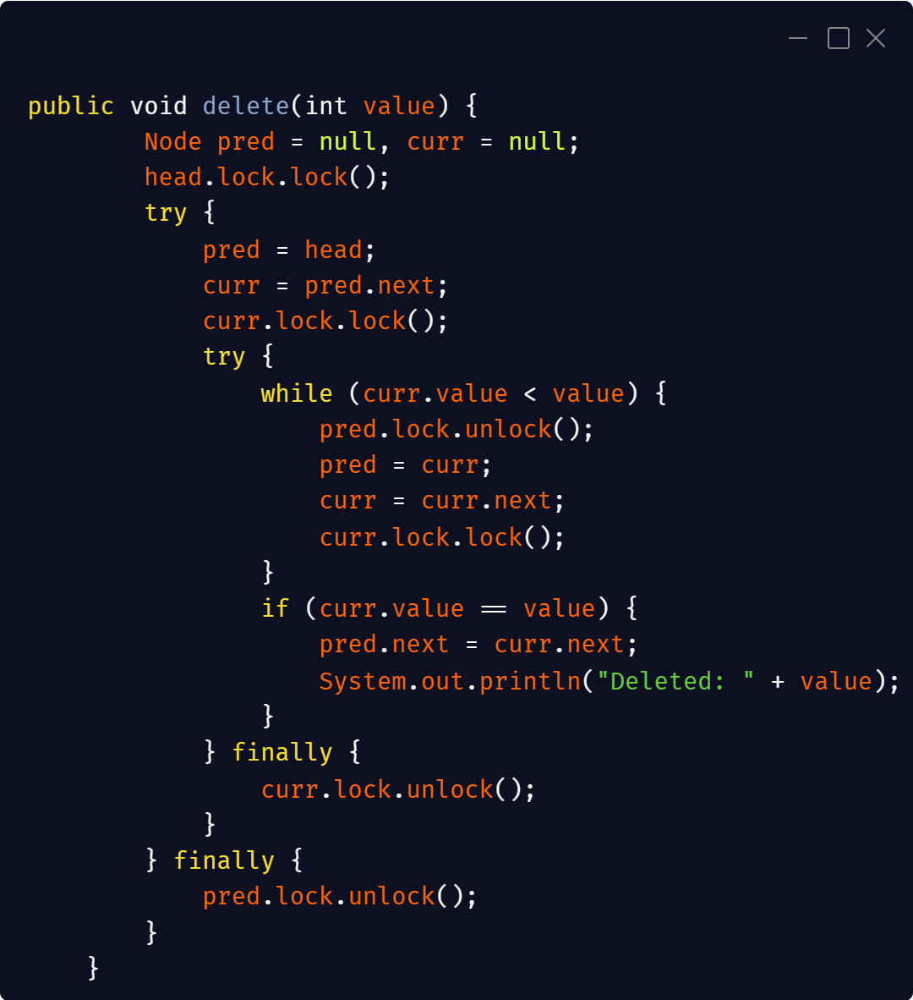 public void delete(int value) {
        Node pred = null, curr = null;
        head.lock.lock();
        try {
            pred = head;
            curr = pred.next;
            curr.lock.lock();
            try {
                while (curr.value < value) {
                    pred.lock.unlock();
                    pred = curr;
                    curr = curr.next;
                    curr.lock.lock();
                }
                if (curr.value == value) {
                    pred.next = curr.next;
                    System.out.println("Deleted: " + value);
                }
            } finally {
                curr.lock.unlock();
            }
        } finally {
            pred.lock.unlock();
        }
    }